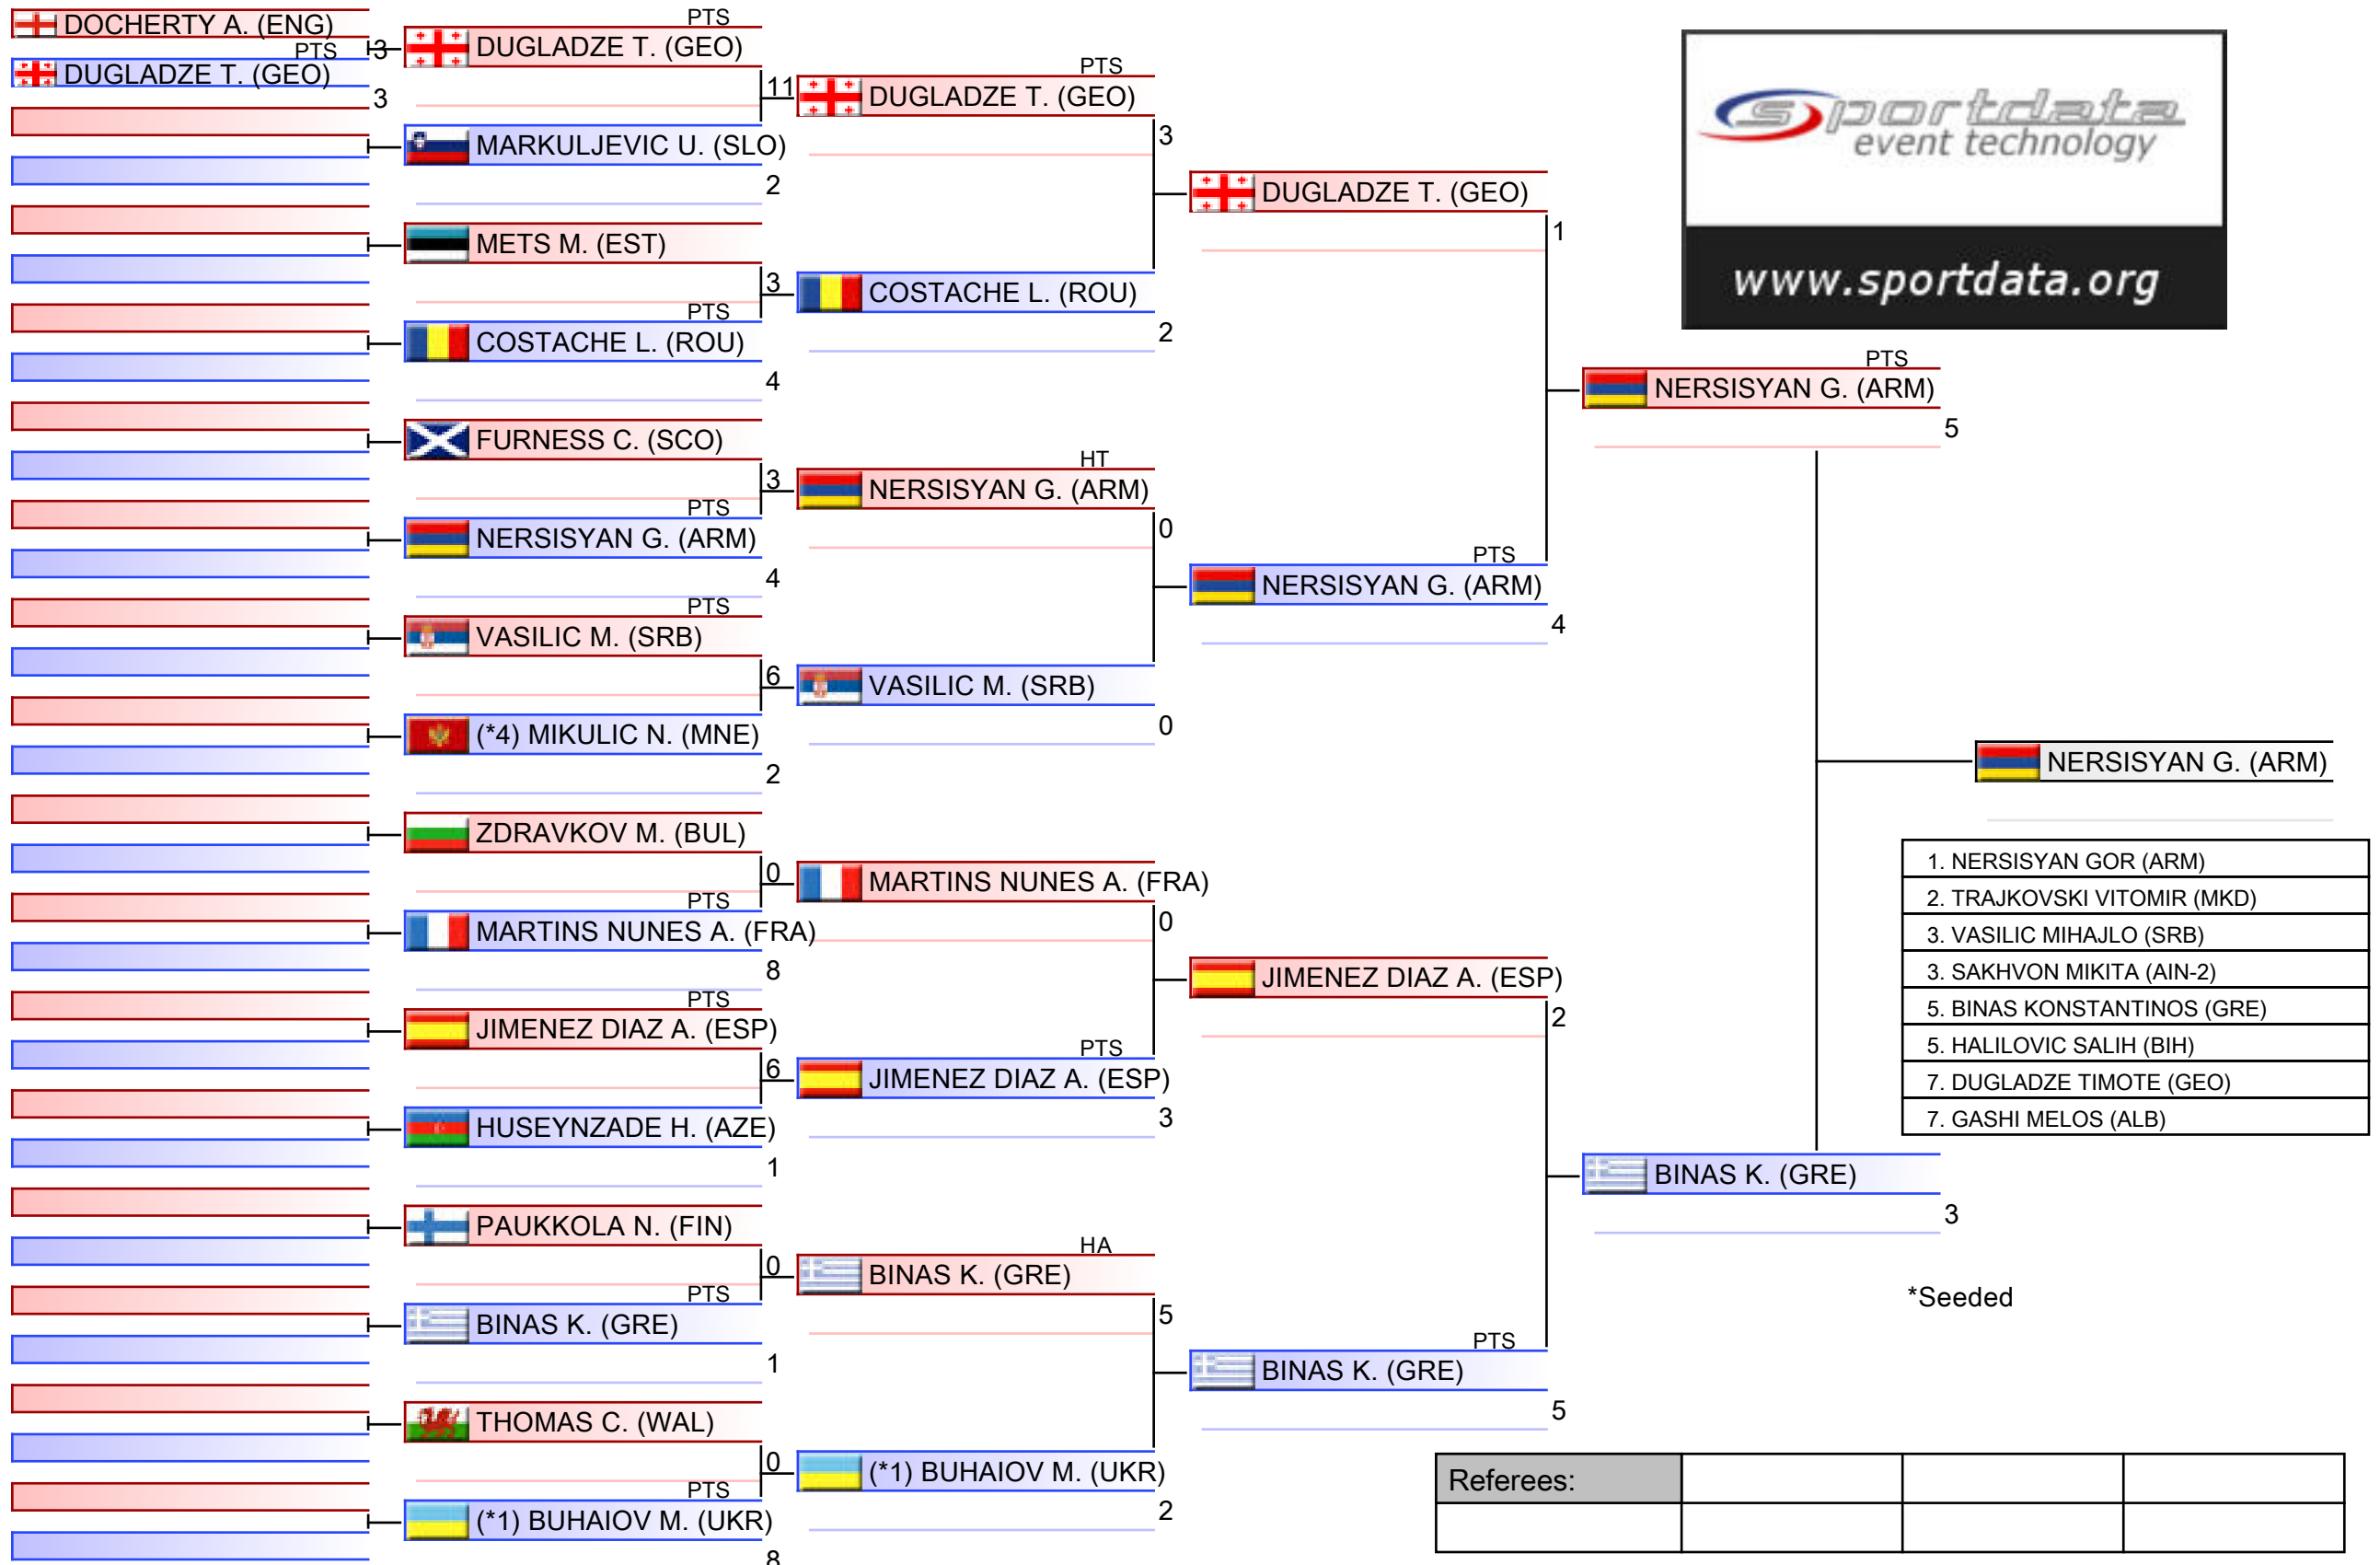 DOCHERTY A. (ENG)
PTS
3
DUGLADZE T. (GEO)
3
PTS
DUGLADZE T. (GEO)
11
MARKULJEVIC U. (SLO)
2
METS M. (EST)
3
PTS
COSTACHE L. (ROU)
4
FURNESS C. (SCO)
3
PTS
NERSISYAN G. (ARM)
4
PTS
VASILIC M. (SRB)
6
(*4) MIKULIC N. (MNE)
2
ZDRAVKOV M. (BUL)
0
PTS
MARTINS NUNES A. (FRA)
8
PTS
JIMENEZ DIAZ A. (ESP)
6
HUSEYNZADE H. (AZE)
1
PAUKKOLA N. (FIN)
0
PTS
BINAS K. (GRE)
1
THOMAS C. (WAL)
0
PTS
(*1) BUHAIOV M. (UKR)
8
PTS
DUGLADZE T. (GEO)
3
COSTACHE L. (ROU)
2
HT
NERSISYAN G. (ARM)
0
VASILIC M. (SRB)
0
MARTINS NUNES A. (FRA)
0
PTS
JIMENEZ DIAZ A. (ESP)
3
HA
BINAS K. (GRE)
5
(*1) BUHAIOV M. (UKR)
2
DUGLADZE T. (GEO)
1
PTS
NERSISYAN G. (ARM)
4
JIMENEZ DIAZ A. (ESP)
2
PTS
BINAS K. (GRE)
5
sportdata
event technology
www.sportdata.org
PTS
NERSISYAN G. (ARM)
5
BINAS K. (GRE)
3
NERSISYAN G. (ARM)
1. NERSISYAN GOR (ARM)
2. TRAJKOVSKI VITOMIR (MKD)
3. VASILIC MIHAJLO (SRB)
3. SAKHVON MIKITA (AIN-2)
5. BINAS KONSTANTINOS (GRE)
5. HALILOVIC SALIH (BIH)
7. DUGLADZE TIMOTE (GEO)
7. GASHI MELOS (ALB)
*Seeded
Referees: